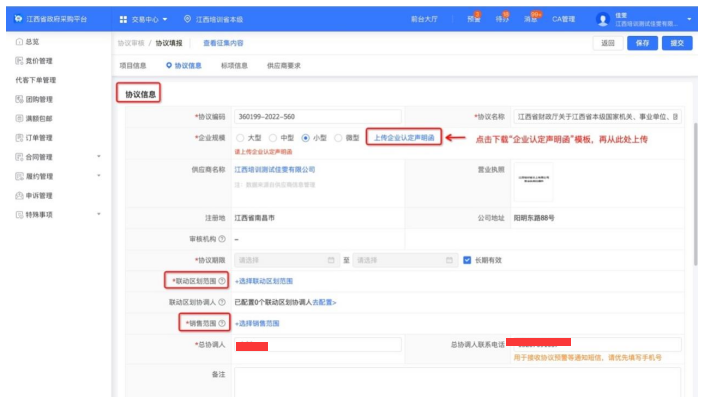 江西省政府采购平台 交易中心 江西培训省本级 前台大厅 预警 待办 消息 99+ CA管理 佳萱
江西培训测试佳萱有限...
总览
竞价管理
代客下单管理
团购管理
满额包邮
订单管理
合同管理
履约管理
申诉管理
特殊事项
协议审核 / 协议填报 查看征集内容 返回 保存 提交
项目信息 协议信息 标项信息 供应商要求
协议信息
*协议编码 360199-2022-560 *协议名称 江西省财政厅关于江西省本级国家机关、事业单位、
*企业规模 大型 中型 小型 微型 上传企业认定声明函 点击下载“企业认定声明函”模板，再从此处上传
请上传企业认定声明函
供应商名称 江西培训测试佳萱有限公司 营业执照
注：数据来源自供应商信息管理
注册地 江西省南昌市 公司地址 阳明东路88号
审核机构 –
*协议期限 请选择 至 请选择 长期有效
*联动区划范围 +选择联动区划范围
联动区划协调人 已配置0个联动区划协调人去配置>
*销售范围 +选择销售范围
*总协调人 总协调人联系电话
用于接收协议预警等通知短信，请优先填写手机号
备注